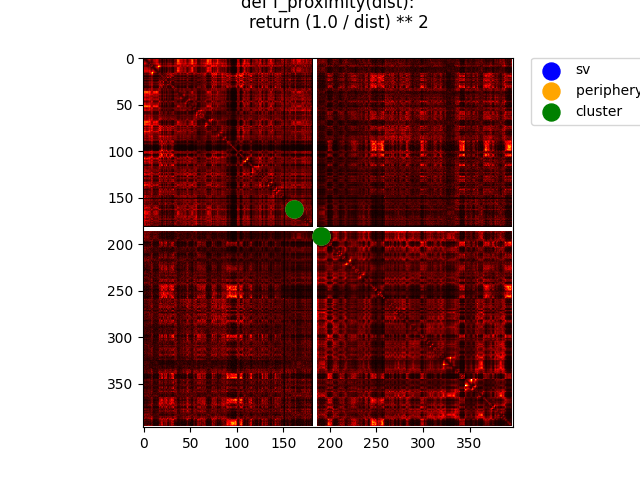 def f_proximity(dist):
return (1.0 / dist) ** 2
sv
periphery
cluster
0
50
100
150
200
250
300
350
0 50 100 150 200 250 300 350